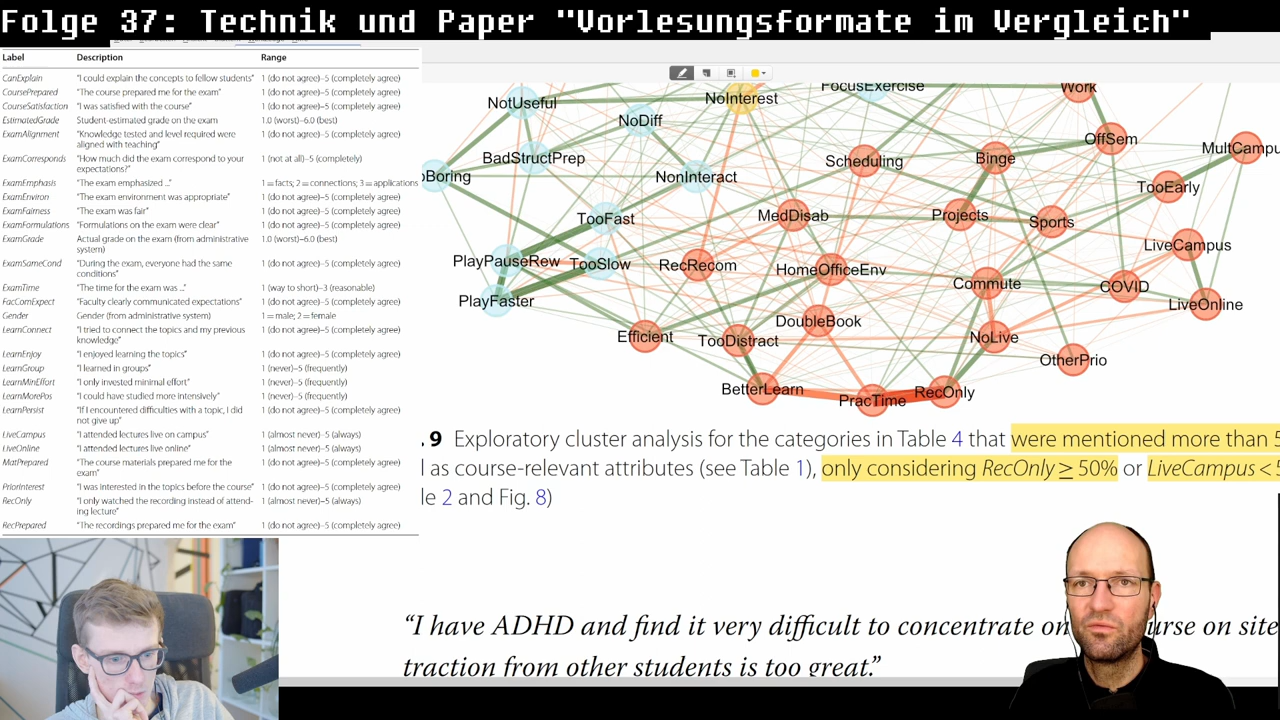 Folge 37: Technik und Paper "Vorlesungsformate im Vergleich"
Label Description Range
CanExplain "I could explain the concepts to fellow students" 1 (do not agree)–5 (completely agree)
CoursePrepared "The course prepared me for the exam" 1 (do not agree)–5 (completely agree)
CourseSatisfaction "I was satisfied with the course" 1 (do not agree)–5 (completely agree)
EstimatedGrade Student-estimated grade on the exam 1.0 (worst)–6.0 (best)
ExamAlignment "Knowledge tested and level required were 1 (do not agree)–5 (completely agree)
aligned with teaching"
ExamCorresponds "How much did the exam correspond to your 1 (not at all)–5 (completely)
expectations?"
ExamEmphasis "The exam emphasized ..." 1 = facts; 2 = connections; 3 = applications
ExamEnviron "The exam environment was appropriate" 1 (do not agree)–5 (completely agree)
ExamFairness "The exam was fair" 1 (do not agree)–5 (completely agree)
ExamFormulations "Formulations on the exam were clear" 1 (do not agree)–5 (completely agree)
ExamGrade Actual grade on the exam (from administrative 1.0 (worst)–6.0 (best)
system)
ExamSameCond "During the exam, everyone had the same 1 (do not agree)–5 (completely agree)
conditions"
ExamTime "The time for the exam was ..." 1 (way to short)–3 (reasonable)
FacComExpect "Faculty clearly communicated expectations" 1 (do not agree)–5 (completely agree)
Gender Gender (from administrative system) 1 = male; 2 = female
LearnConnect "I tried to connect the topics and my previous 1 (do not agree)–5 (completely agree)
knowledge"
LearnEnjoy "I enjoyed learning the topics" 1 (do not agree)–5 (completely agree)
LearnGroup "I learned in groups" 1 (never)–5 (frequently)
LearnMinEffort "I only invested minimal effort" 1 (do not agree)–5 (completely agree)
LearnMorePos "I could have studied more intensively" 1 (never)–5 (frequently)
LearnPersist "If I encountered difficulties with a topic, I did 1 (do not agree)–5 (completely agree)
not give up"
LiveCampus "I attended lectures live on campus" 1 (almost never)–5 (always)
LiveOnline "I attended lectures live online" 1 (almost never)–5 (always)
MatPrepared "The course materials prepared me for the 1 (do not agree)–5 (completely agree)
exam"
PriorInterest "I was interested in the topics before the course" 1 (do not agree)–5 (completely agree)
RecOnly "I only watched the recording instead of attend- 1 (almost never)–5 (always)
ing lecture"
RecPrepared "The recordings prepared me for the exam" 1 (do not agree)–5 (completely agree)
FocusExercise
Work
NoInterest
NotUseful
NoDiff
OffSem
MultCampu
BadStructPrep
Scheduling
Binge
oBoring
NonInteract
TooEarly
TooFast
MedDisab
Projects
Sports
LiveCampus
PlayPauseRew
TooSlow
RecRecom
HomeOfficeEnv
Commute
COVID
PlayFaster
LiveOnline
DoubleBook
Efficient
TooDistract
NoLive
OtherPrio
BetterLearn
PracTime
RecOnly
. 9 Exploratory cluster analysis for the categories in Table 4 that were mentioned more than 5
l as course-relevant attributes (see Table 1), only considering RecOnly ≥ 50% or LiveCampus < 5
le 2 and Fig. 8)
“I have ADHD and find it very difficult to concentrate on urse on site
traction from other students is too great.”